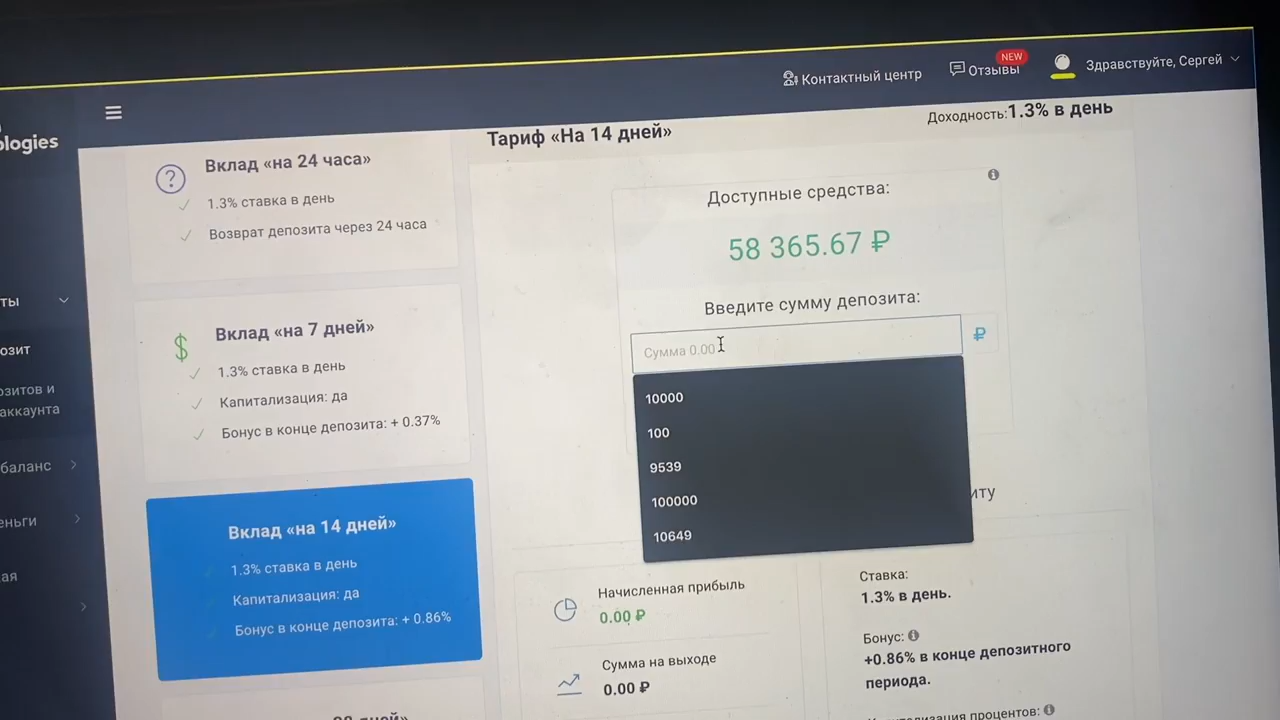 Контактный центр
Отзывы
NEW
Здравствуйте, Сергей
ologies
Тариф «На 14 дней»
Доходность:1.3% в день
Вклад «на 24 часа»
1.3% ставка в день
Возврат депозита через 24 часа
Доступные средства:
58 365.67 ₽
Введите сумму депозита:
Сумма 0.00
₽
10000
100
9539
100000
10649
Вклад «на 7 дней»
1.3% ставка в день
Капитализация: да
Бонус в конце депозита: + 0.37%
Вклад «на 14 дней»
1.3% ставка в день
Капитализация: да
Бонус в конце депозита: + 0.86%
ты
озит
озитов и
аккаунта
баланс
еньги
ая
иту
Начисленная прибыль
0.00 ₽
Сумма на выходе
0.00 ₽
Ставка:
1.3% в день.
Бонус:
+0.86% в конце депозитного
периода.
процентов: